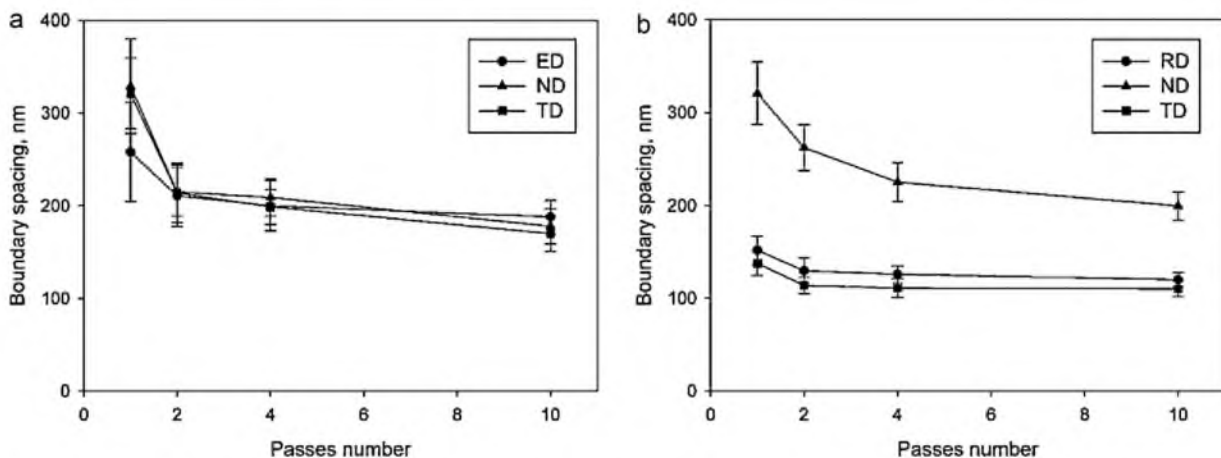 a
400
300
200
100
0
Boundary spacing, nm
0 2 4 6 8 10
Passes number
ED
ND
TD
b
400
300
200
100
0
Boundary spacing, nm
0 2 4 6 8 10
Passes number
RD
ND
TD